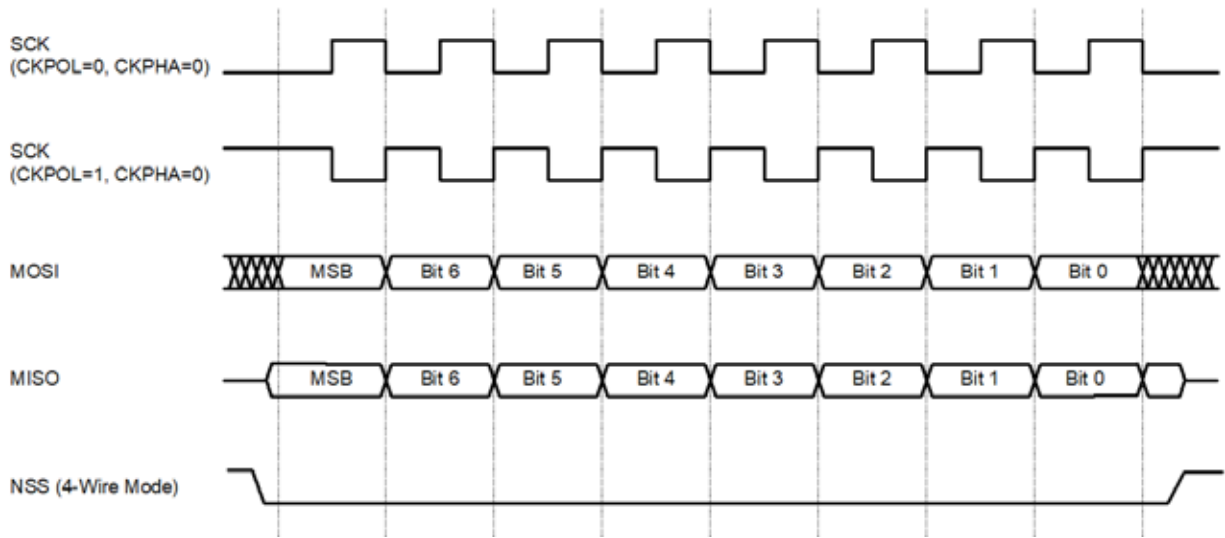 SCK
(CKPOL=0, CKPHA=0)
SCK
(CKPOL=1, CKPHA=0)
MOSI
MSB Bit 6 Bit 5 Bit 4 Bit 3 Bit 2 Bit 1 Bit 0
MISO
MSB Bit 6 Bit 5 Bit 4 Bit 3 Bit 2 Bit 1 Bit 0
NSS (4-Wire Mode)